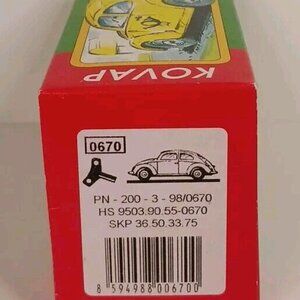 KOVAP
0670
PN - 200 - 3 - 98/0670
HS 9503.90.55-0670
SKP 36.50.33.75
8 594988 006700